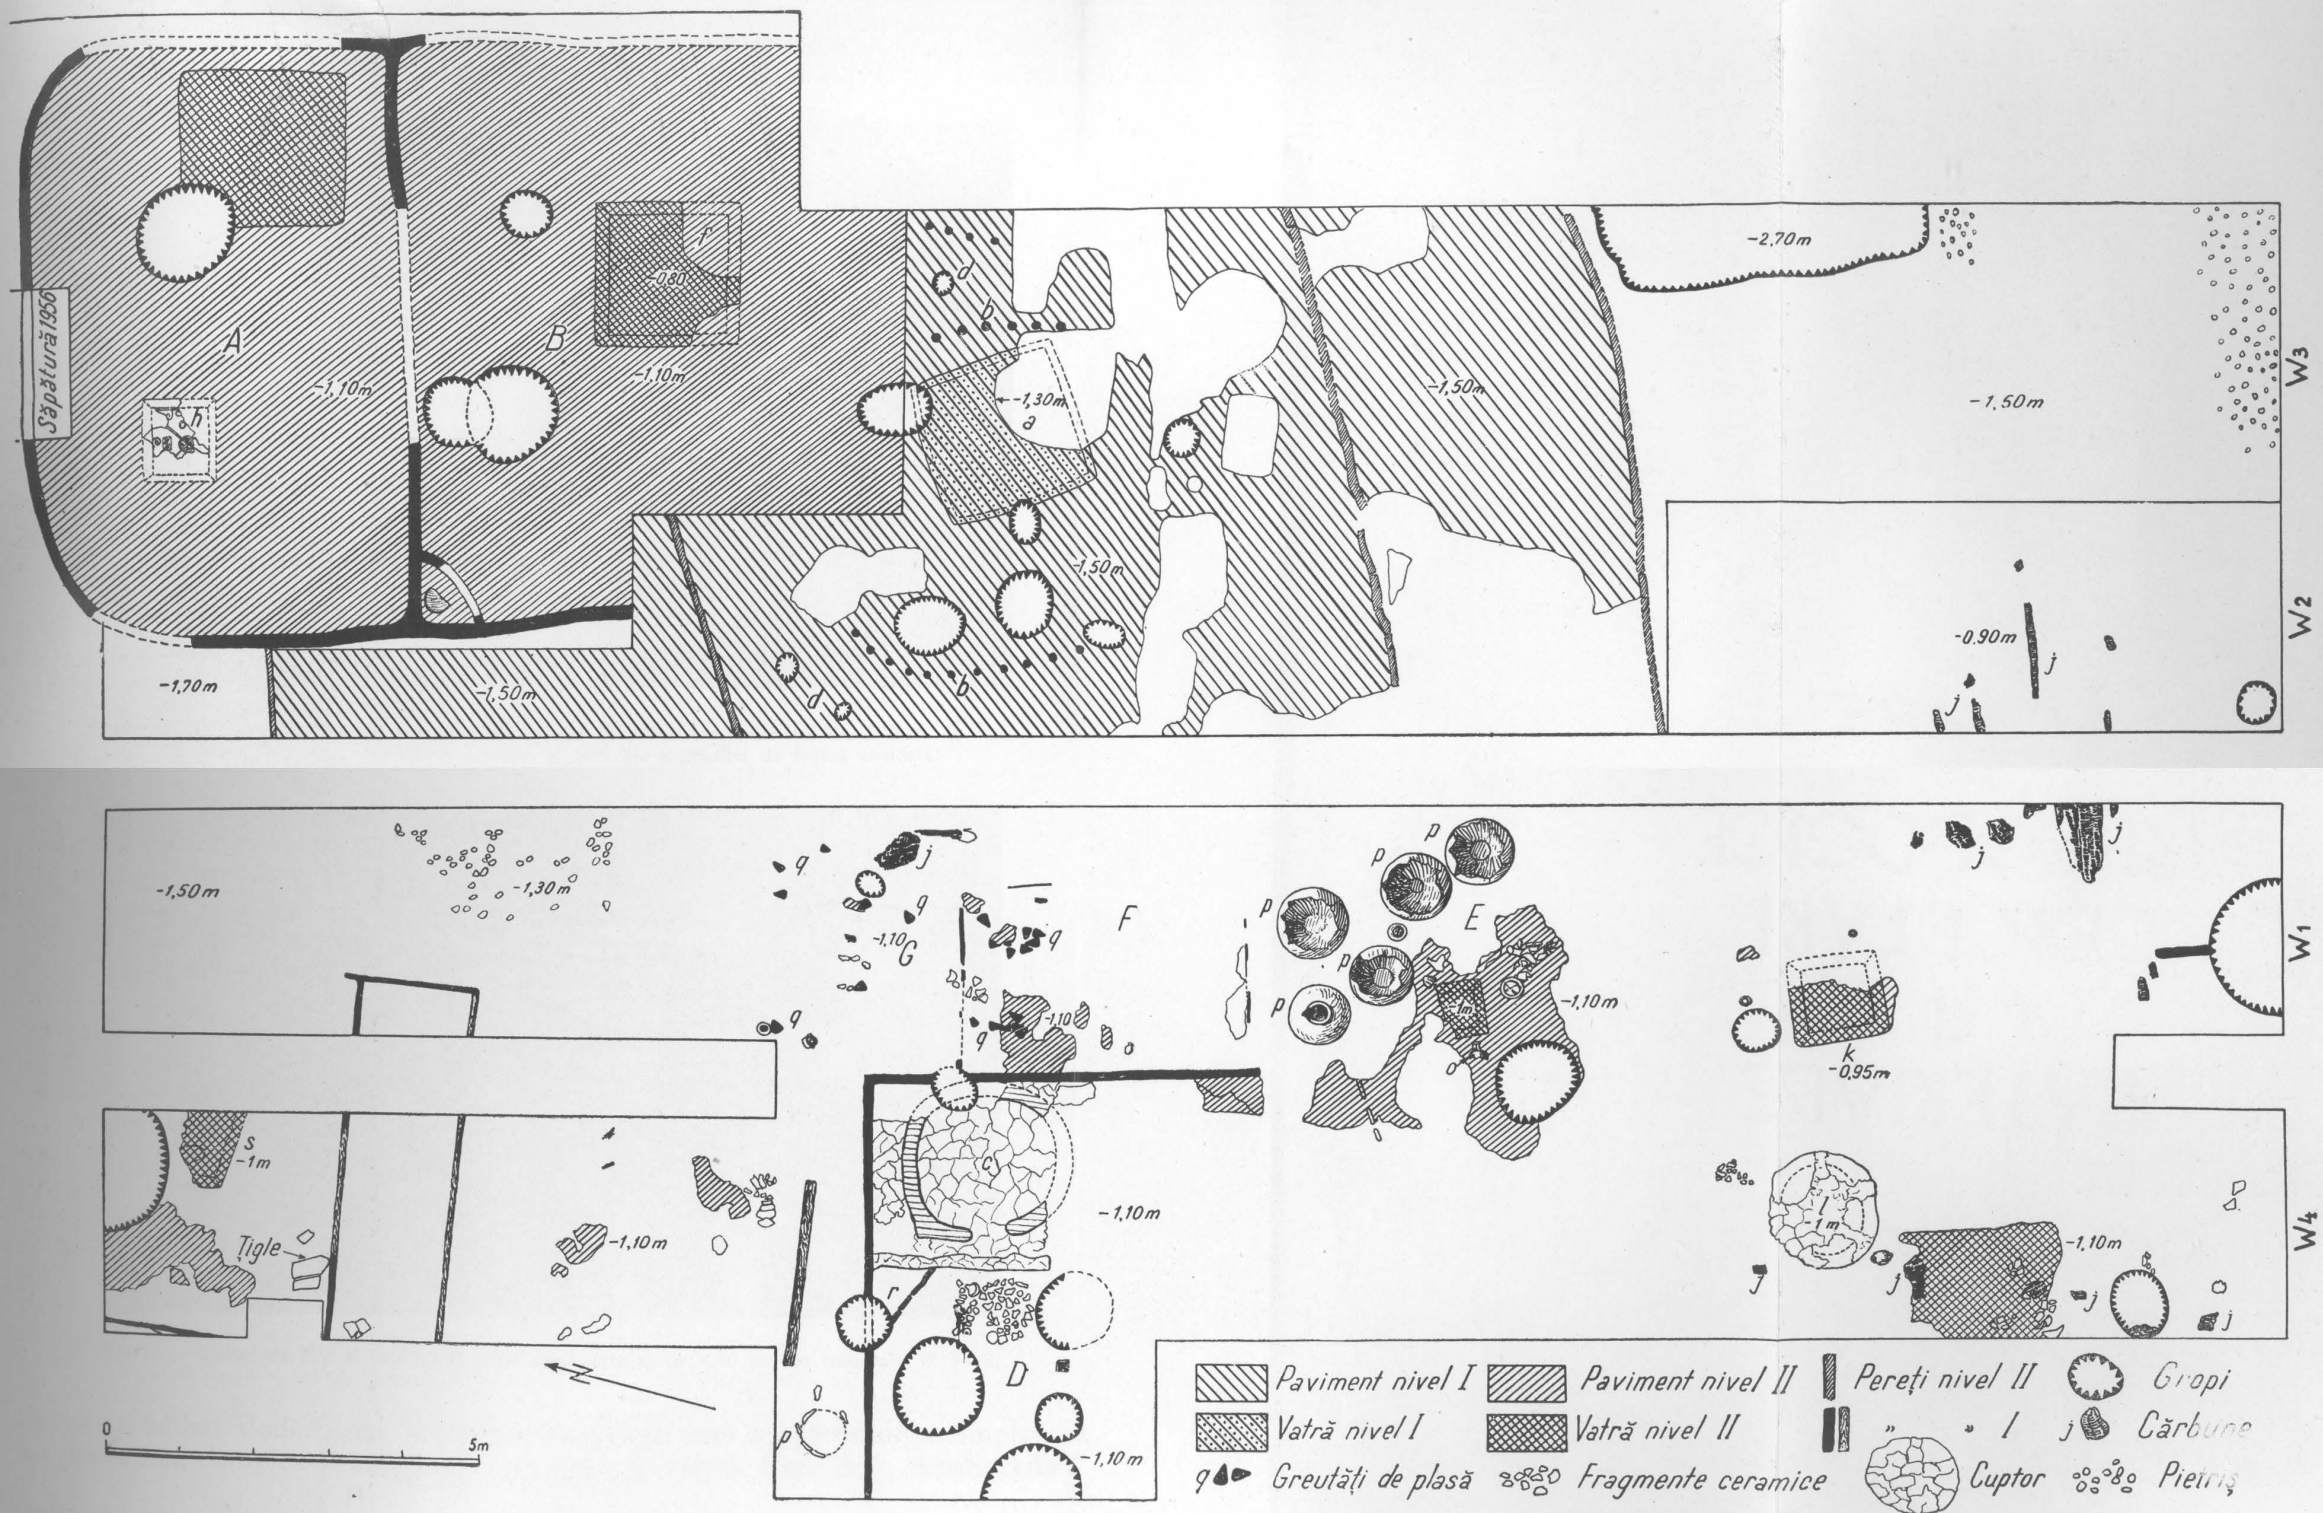 f
-2,70m
d
-0,80
b
Săpătură 1956
A
B
-1,10m
-1,10m
-1,50m
-1,50m
W3
h
-1,30m
a
-1,50m
W2
-0,90m
j
j
-1,70m
-1,50m
b
d
p
j
j
j
p
q
-1,50m
-1,30m
p
q
F
E
-1,10
G
q
p
-1m
-1,10m
W1
p
q
q
-1,10
k
-0,95m
o
s
-1m
c
-1,10m
l
-1m
W4
Țigle
-1,10m
-1,10m
j
j
j
j
r
D
p
-1,10m
0
5m
Paviment nivel I
Paviment nivel II
Pereți nivel II
Gropi
Vatră nivel I
Vatră nivel II
" " I
j
Cărbune
q
Greutăți de plasă
Fragmente ceramice
Cuptor
Pietriș